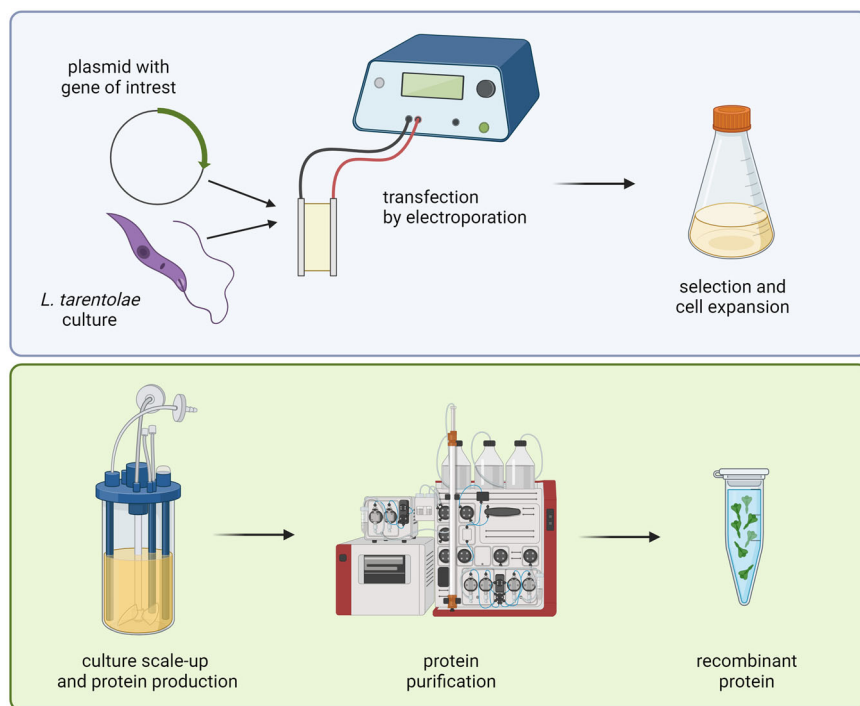 plasmid with
gene of intrest
L. tarentolae
culture
transfection
by electroporation
selection and
cell expansion
culture scale-up
and protein production
protein
purification
recombinant
protein